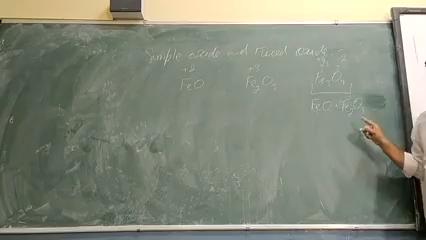 Simple oxide and Mixed oxide
+2 +3
FeO Fe2O3 Fe3O4
FeO + Fe2O3